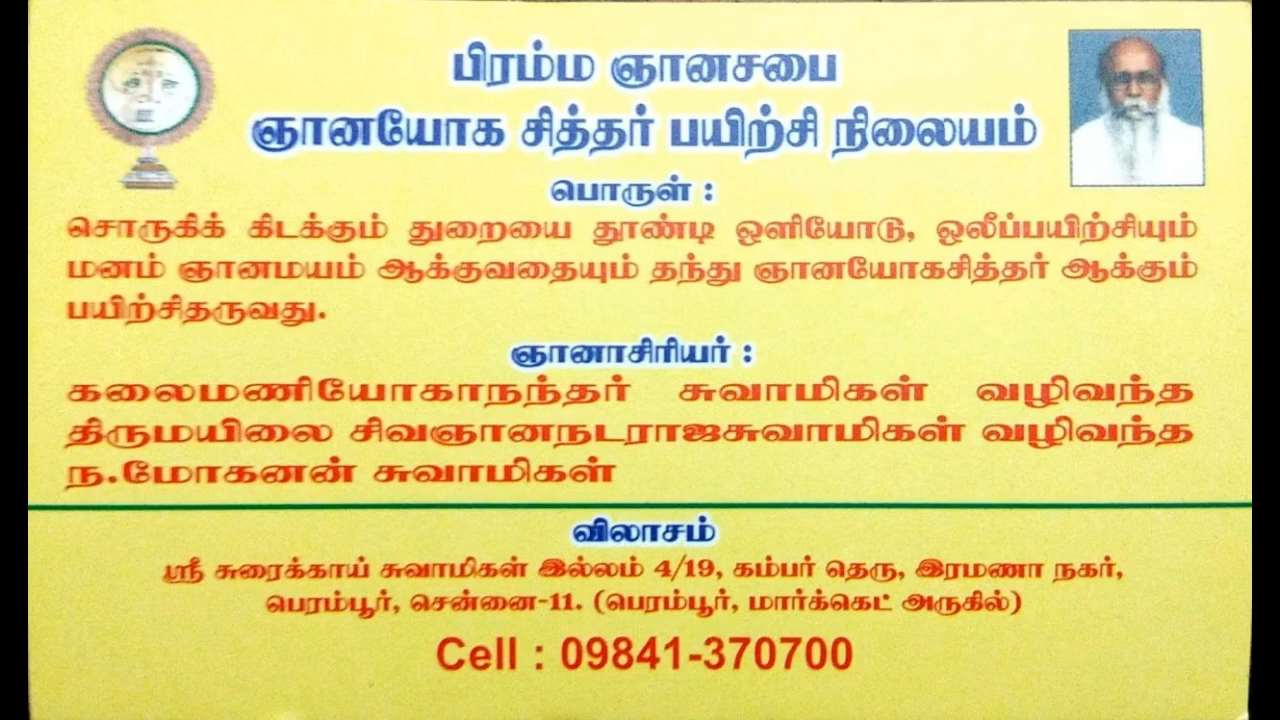 பிரம்ம ஞானசபை
ஞானயோக சித்தர் பயிற்சி நிலையம்
பொருள் :
சொருகிக் கிடக்கும் துறையை தூண்டி ஒளியோடு, ஒலீப்பயிற்சியும்
மனம் ஞானமயம் ஆக்குவதையும் தந்து ஞானயோகசித்தர் ஆக்கும்
பயிற்சிதருவது.
ஞானாசிரியர் :
கலைமணியோகாநந்தர் சுவாமிகள் வழிவந்த
திருமயிலை சிவஞானநடராஜசுவாமிகள் வழிவந்த
ந.மோகனன் சுவாமிகள்
விலாசம்
ஸ்ரீ சுரைக்காய் சுவாமிகள் இல்லம் 4/19, கம்பர் தெரு, இரமணா நகர்,
பெரம்பூர், சென்னை-11. (பெரம்பூர், மார்க்கெட் அருகில்)
Cell : 09841-370700